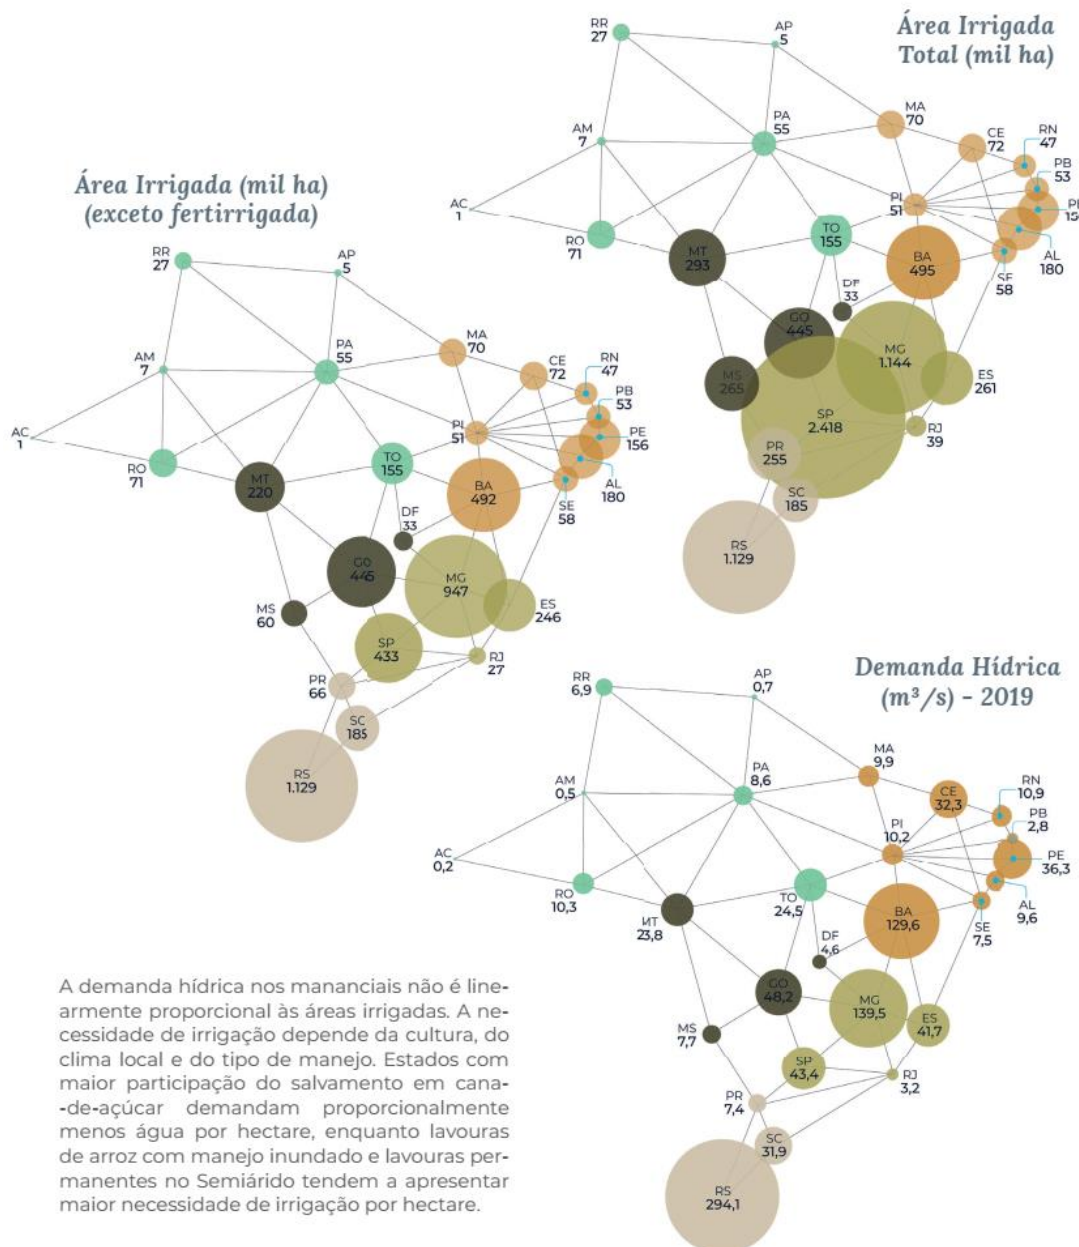 Área Irrigada
Total (mil ha)
RR
27
AP
5
AM
7
PA
55
MA
70
CE
72
RN
47
PB
53
AC
1
RO
71
MT
293
TO
155
PI
51
BA
495
SE
58
AL
180
DF
33
GO
445
MG
1.144
ES
261
MS
265
SP
2.418
RJ
39
PR
255
SC
185
RS
1.129
Área Irrigada (mil ha)
(exceto fertirrigada)
RR
27
AP
5
AM
7
PA
55
MA
70
CE
72
RN
47
PB
53
PE
156
AC
1
RO
71
MT
220
TO
155
PI
51
BA
492
SE
58
AL
180
DF
33
GO
445
MG
947
ES
246
MS
60
SP
433
RJ
27
PR
66
SC
185
RS
1.129
Demanda Hídrica
(m³/s) - 2019
RR
6,9
AP
0,7
AM
0,5
PA
8,6
MA
9,9
CE
32,3
RN
10,9
PB
2,8
PE
36,3
AC
0,2
RO
10,3
MT
23,8
TO
24,5
PI
10,2
BA
129,6
SE
7,5
AL
9,6
DF
4,6
GO
48,2
MG
139,5
ES
41,7
MS
7,7
SP
43,4
RJ
3,2
PR
7,4
SC
31,9
RS
294,1
A demanda hídrica nos mananciais não é line-
armente proporcional às áreas irrigadas. A ne-
cessidade de irrigação depende da cultura, do
clima local e do tipo de manejo. Estados com
maior participação do salvamento em cana-
-de-açúcar demandam proporcionalmente
menos água por hectare, enquanto lavouras
de arroz com manejo inundado e lavouras per-
manentes no Semiárido tendem a apresentar
maior necessidade de irrigação por hectare.